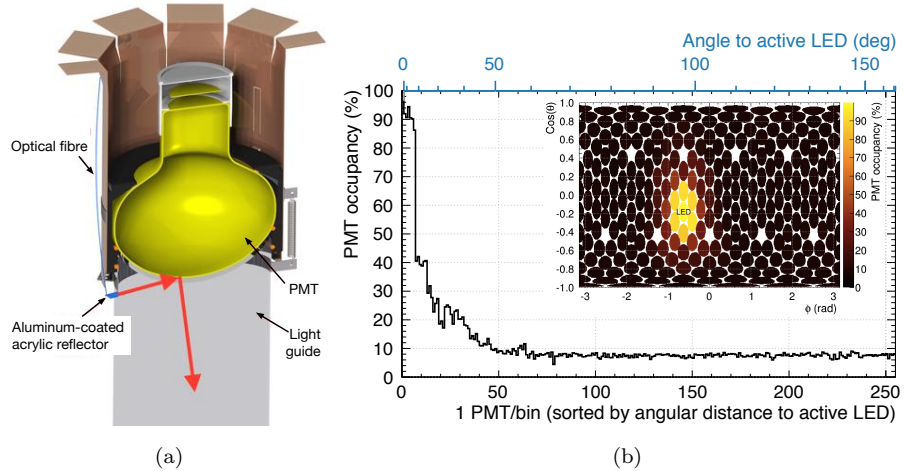 Optical fibre
PMT
Aluminum-coated
acrylic reflector
Light
guide
(a)
Angle to active LED (deg)
0 50 100 150
PMT occupancy (%)
100
90
80
70
60
50
40
30
20
10
0
0 50 100 150 200 250
1 PMT/bin (sorted by angular distance to active LED)
Cos(θ)
1.0
0.8
0.6
0.4
0.2
0.0
-0.2
-0.4
-0.6
-0.8
-1.0
LED
-3 -2 -1 0 1 2 3
ϕ (rad)
90
80
70
60
50
40
30
20
10
0
PMT occupancy (%)
(b)